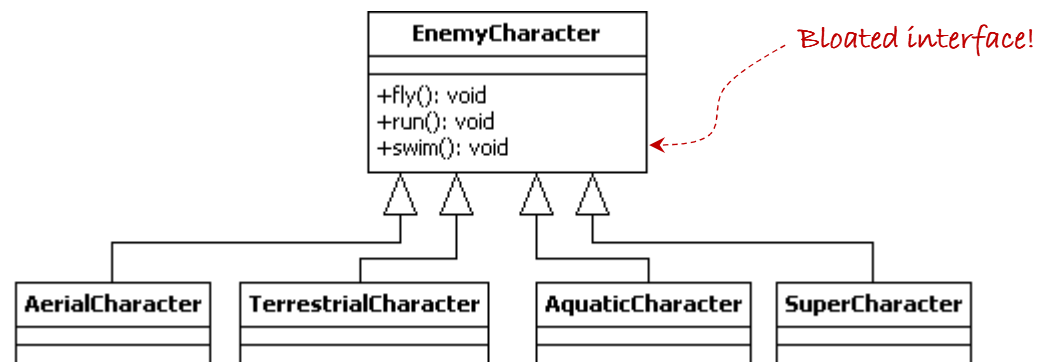 EnemyCharacter
Bloated interface!
+fly(): void
+run(): void
+swim(): void
AerialCharacter
TerrestrialCharacter
AquaticCharacter
SuperCharacter